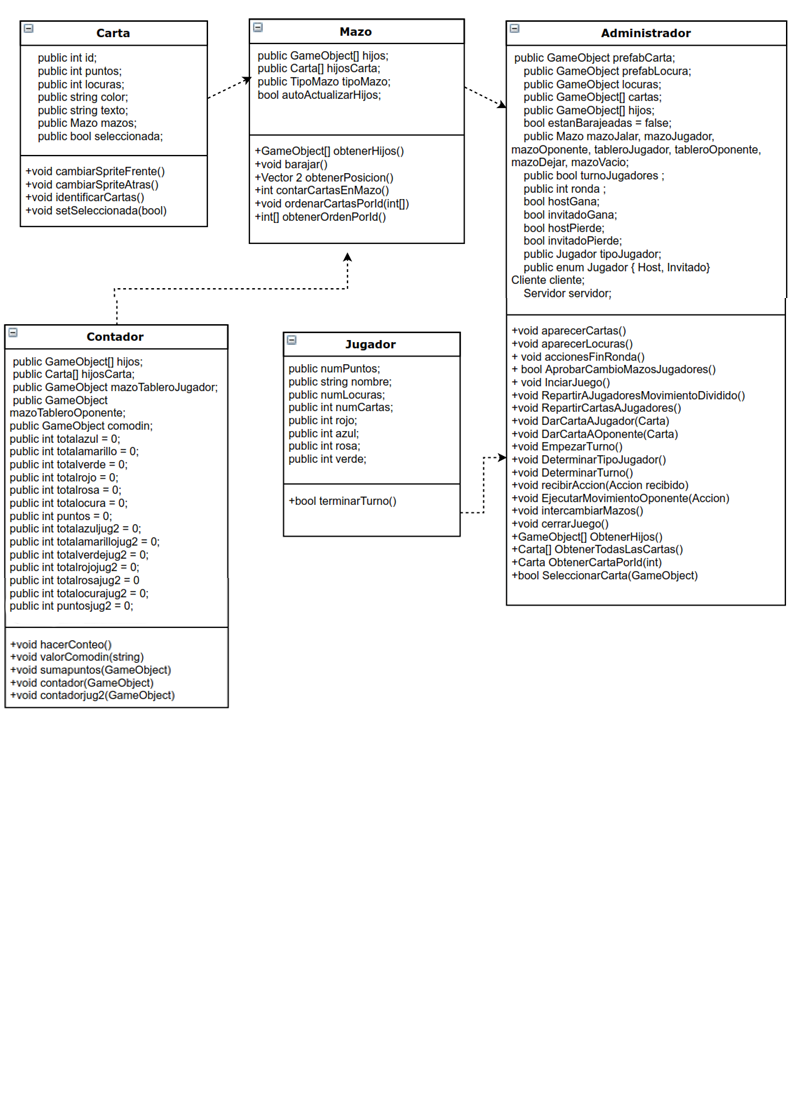 Carta
public int id;
public int puntos;
public int locuras;
public string color;
public string texto;
public Mazo mazos;
public bool seleccionada;
+void cambiarSpriteFrente()
+void cambiarSpriteAtras()
+void identificarCartas()
+void setSeleccionada(bool)
Mazo
public GameObject[] hijos;
public Carta[] hijosCarta;
public TipoMazo tipoMazo;
bool autoActualizarHijos;
+GameObject[] obtenerHijos()
+void barajar()
+Vector 2 obtenerPosicion()
+int contarCartasEnMazo()
+void ordenarCartasPorId(int[])
+int[] obtenerOrdenPorId()
Administrador
public GameObject prefabCarta;
public GameObject prefabLocura;
public GameObject locuras;
public GameObject[] cartas;
public GameObject[] hijos;
bool estanBarajeadas = false;
public Mazo mazoJalar, mazoJugador,
mazoOponente, tableroJugador, tableroOponente,
mazoDejar, mazoVacio;
public bool turnoJugadores ;
public int ronda ;
bool hostGana;
bool invitadoGana;
bool hostPierde;
bool invitadoPierde;
public Jugador tipoJugador;
public enum Jugador { Host, Invitado}
Cliente cliente;
Servidor servidor;
+void aparecerCartas()
+void aparecerLocuras()
+ void accionesFinRonda()
+ bool AprobarCambioMazosJugadores()
+ void InciarJuego()
+void RepartirAJugadoresMovimientoDividido()
+void RepartirCartasAJugadores()
+void DarCartaAJugador(Carta)
+void DarCartaAOponente(Carta)
+void EmpezarTurno()
+void DeterminarTipoJugador()
+void DeterminarTurno()
+void recibirAccion(Accion recibido)
+void EjecutarMovimientoOponente(Accion)
+void intercambiarMazos()
+void cerrarJuego()
+GameObject[] ObtenerHijos()
+Carta[] ObtenerTodasLasCartas()
+Carta ObtenerCartaPorId(int)
+bool SeleccionarCarta(GameObject)
Contador
public GameObject[] hijos;
public Carta[] hijosCarta;
public GameObject mazoTableroJugador;
public GameObject
mazoTableroOponente;
public GameObject comodin;
public int totalazul = 0;
public int totalamarillo = 0;
public int totalverde = 0;
public int totalrojo = 0;
public int totalrosa = 0;
public int totalocura = 0;
public int puntos = 0;
public int totalazuljug2 = 0;
public int totalamarillojug2 = 0;
public int totalverdejug2 = 0;
public int totalrojojug2 = 0;
public int totalrosajug2 = 0
public int totalocurajug2 = 0;
public int puntosjug2 = 0;
+void hacerConteo()
+void valorComodin(string)
+void sumapuntos(GameObject)
+void contador(GameObject)
+void contadorjug2(GameObject)
Jugador
public numPuntos;
public string nombre;
public numLocuras;
public int numCartas;
public int rojo;
public int azul;
public int rosa;
public int verde;
+bool terminarTurno()